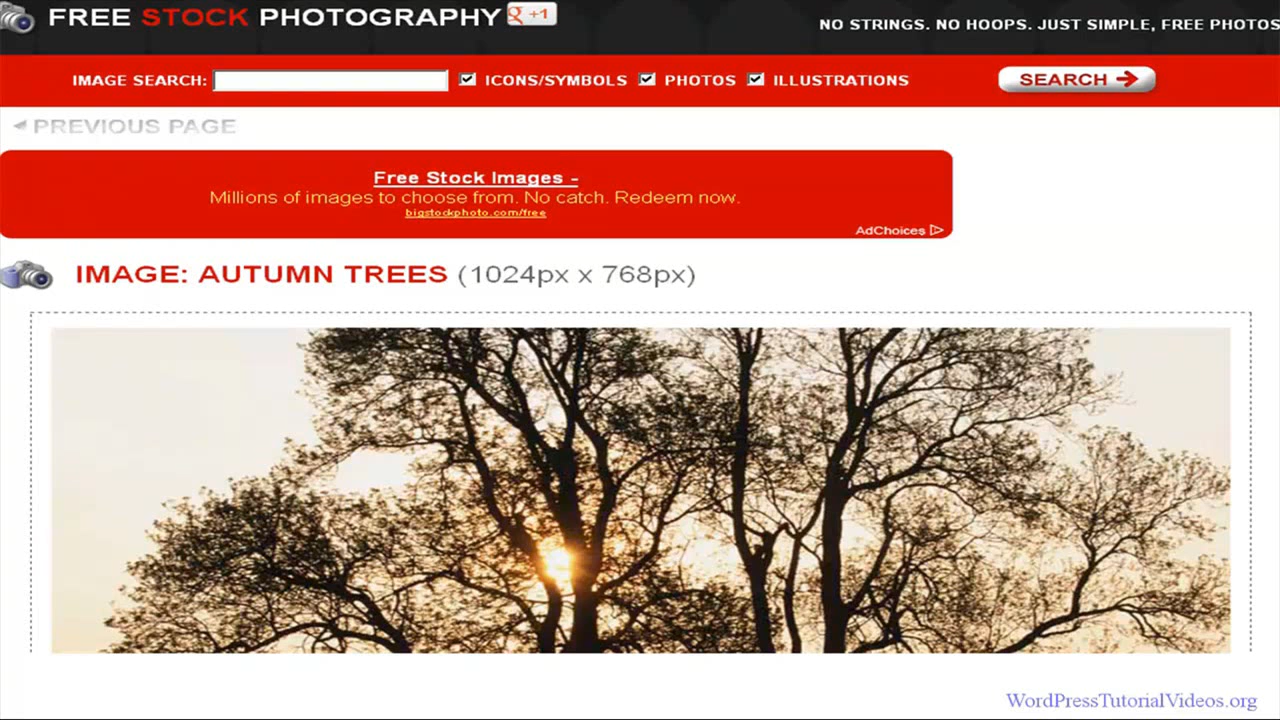 FREE STOCK PHOTOGRAPHY +1
NO STRINGS. NO HOOPS. JUST SIMPLE, FREE PHOTOS
IMAGE SEARCH: ICONS/SYMBOLS PHOTOS ILLUSTRATIONS SEARCH
PREVIOUS PAGE
Free Stock Images -
Millions of images to choose from. No catch. Redeem now.
bigstockphoto.com/free
AdChoices
IMAGE: AUTUMN TREES (1024px x 768px)
WordPressTutorialVideos.org